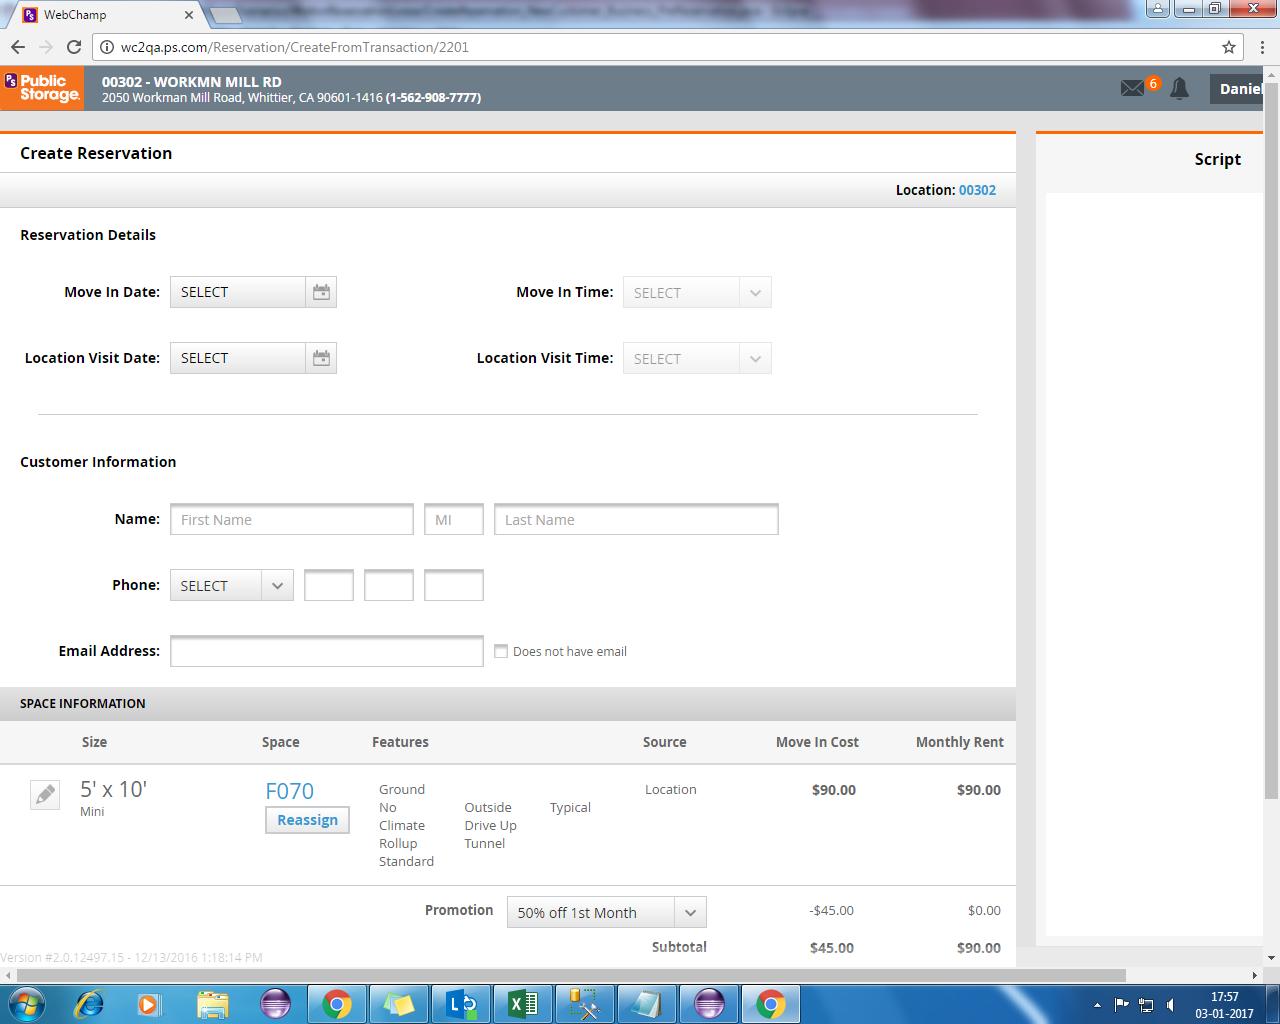 WebChamp
wc2qa.ps.com/Reservation/CreateFromTransaction/2201
PS Public Storage.
00302 - WORKMN MILL RD
2050 Workman Mill Road, Whittier, CA 90601-1416 (1-562-908-7777)
6
Daniel
Create Reservation
Script
Location: 00302
Reservation Details
Move In Date: SELECT Move In Time: SELECT
Location Visit Date: SELECT Location Visit Time: SELECT
Customer Information
Name: First Name MI Last Name
Phone: SELECT
Email Address: Does not have email
SPACE INFORMATION
Size Space Features Source Move In Cost Monthly Rent
5' x 10' F070 Ground Location $90.00 $90.00
Mini Reassign No Outside Typical
Climate Drive Up
Rollup Tunnel
Standard
Promotion 50% off 1st Month -$45.00 $0.00
Subtotal $45.00 $90.00
Version #2.0.12497.15 - 12/13/2016 1:18:14 PM
17:57
03-01-2017